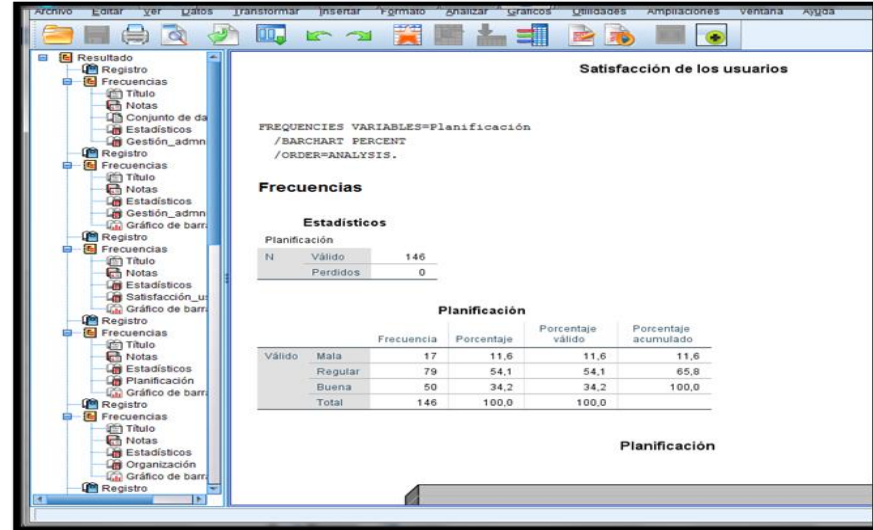 Archivo Editar Ver Datos Transformar Insertar Formato Analizar Gráficos Utilidades Ampliaciones Ventana Ayuda
Resultado
Registro
Frecuencias
Título
Notas
Conjunto de da
Estadísticos
Gestión_admn
Registro
Frecuencias
Título
Notas
Estadísticos
Gestión_admn
Gráfico de barra
Registro
Frecuencias
Título
Notas
Estadísticos
Satisfacción_u
Gráfico de barra
Registro
Frecuencias
Título
Notas
Estadísticos
Planificación
Gráfico de barra
Registro
Frecuencias
Título
Notas
Estadísticos
Organización
Gráfico de barra
Registro
Satisfacción de los usuarios
FREQUENCIES VARIABLES=Planificación
/BARCHART PERCENT
/ORDER=ANALYSIS.
Frecuencias
Estadísticos
Planificación
N Válido 146
Perdidos 0
Planificación
Frecuencia Porcentaje Porcentaje válido Porcentaje acumulado
Válido Mala 17 11,6 11,6 11,6
Regular 79 54,1 54,1 65,8
Buena 50 34,2 34,2 100,0
Total 146 100,0 100,0
Planificación